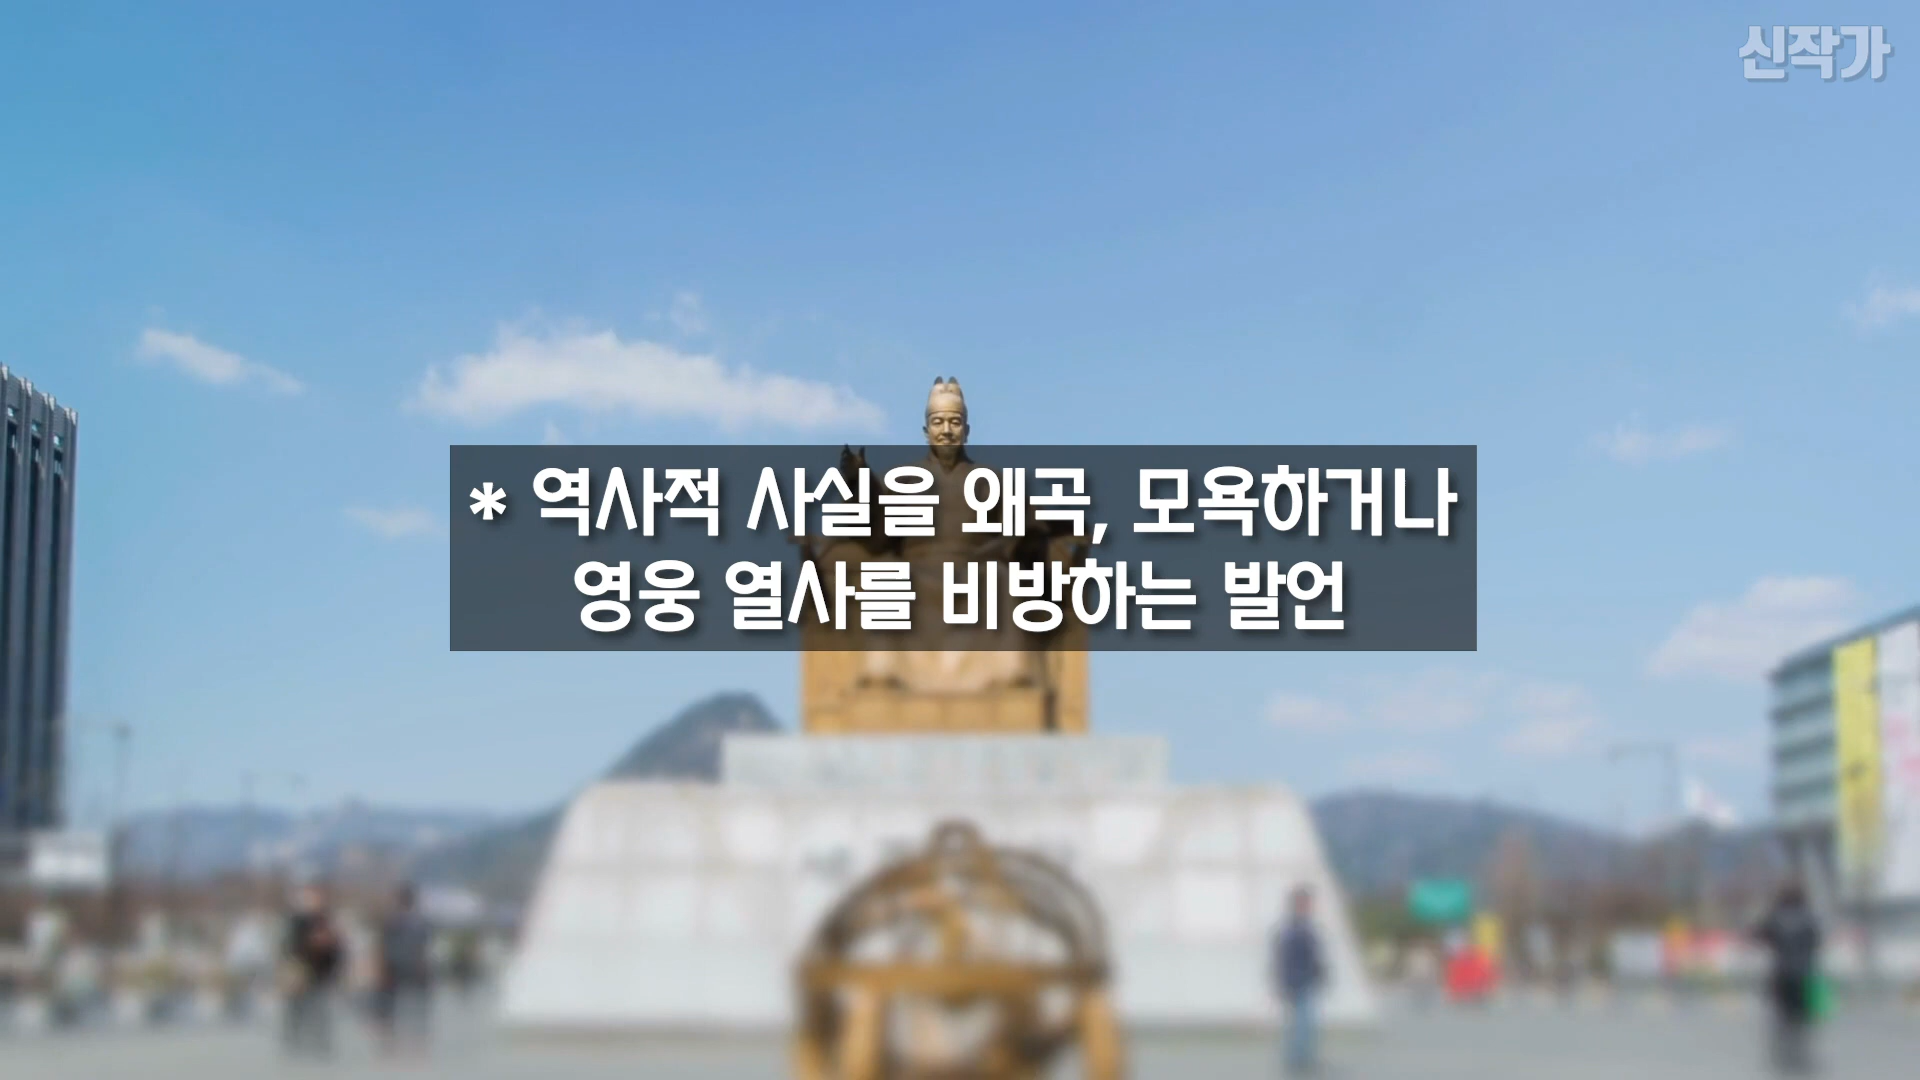 신작가
* 역사적 사실을 왜곡, 모욕하거나
영웅 열사를 비방하는 발언